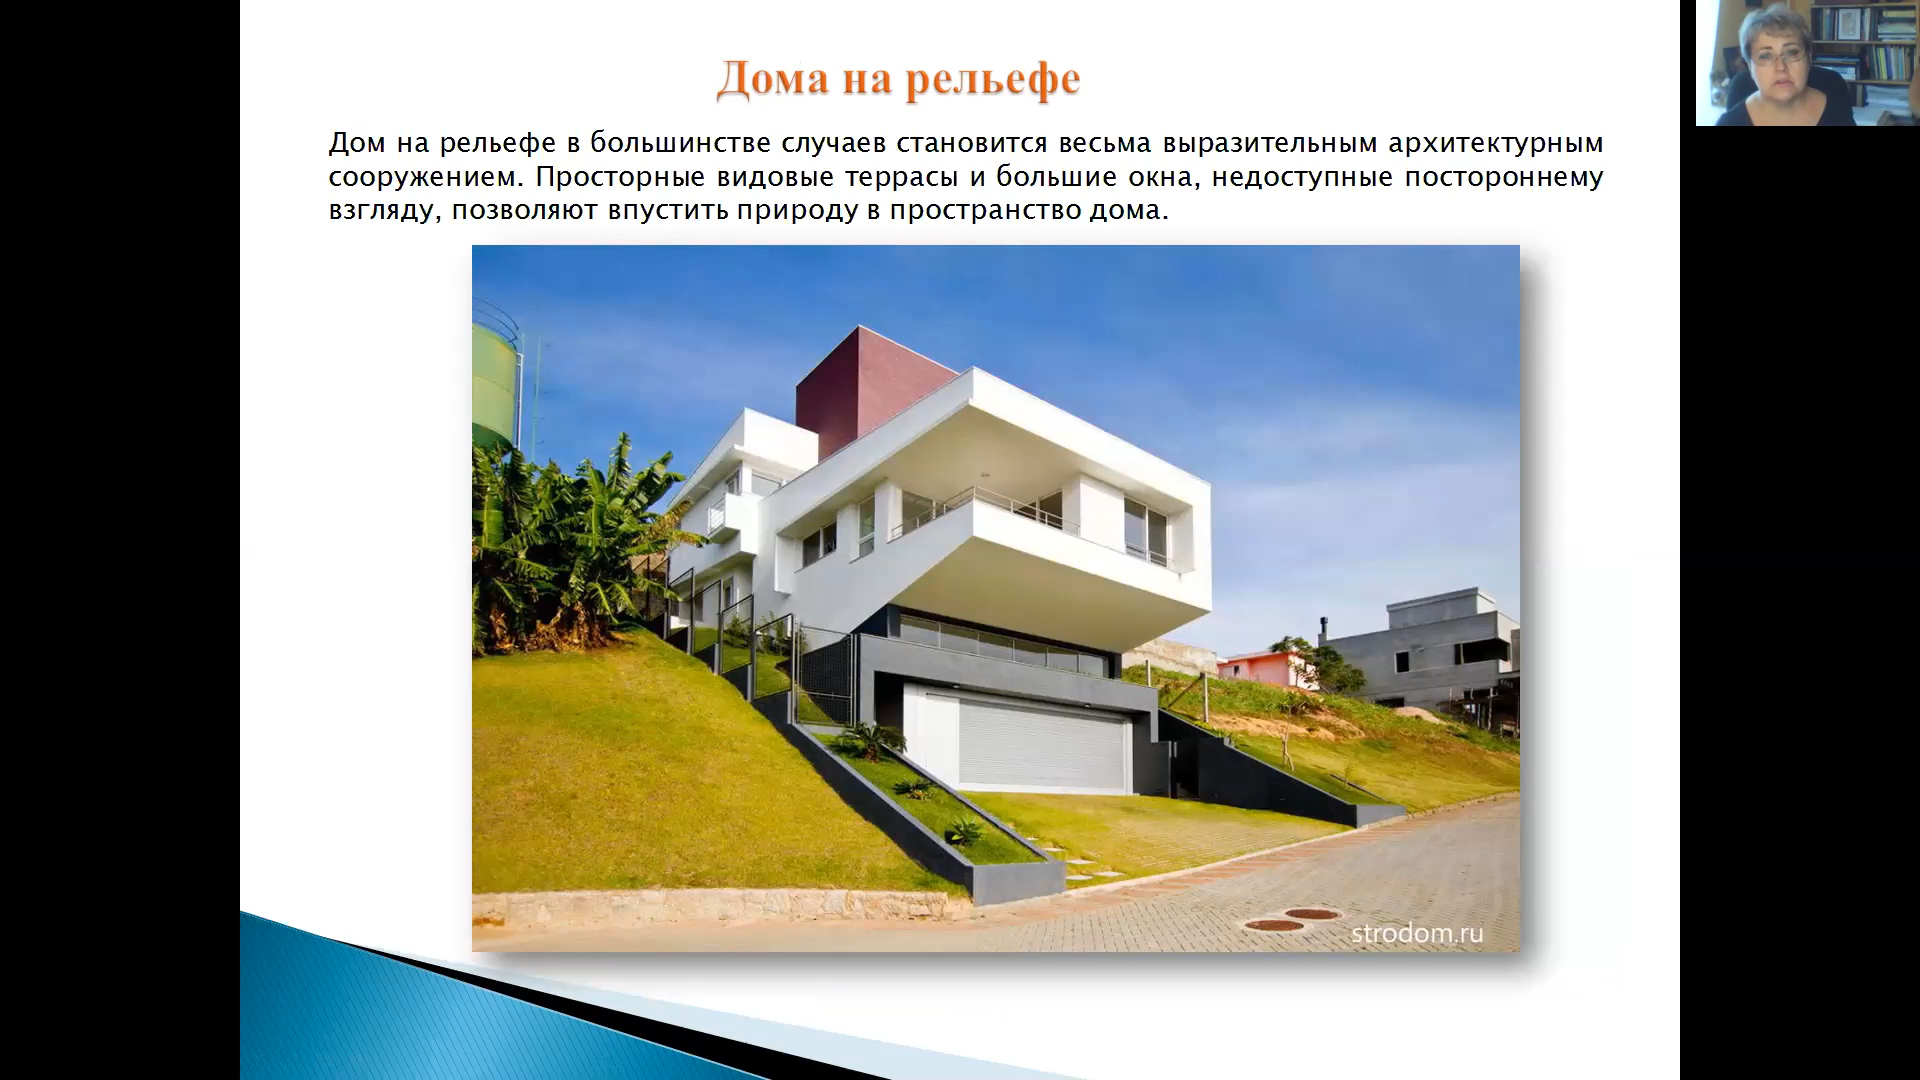 Дома на рельефе
Дом на рельефе в большинстве случаев становится весьма выразительным архитектурным
сооружением. Просторные видовые террасы и большие окна, недоступные постороннему
взгляду, позволяют впустить природу в пространство дома.
strodom.ru